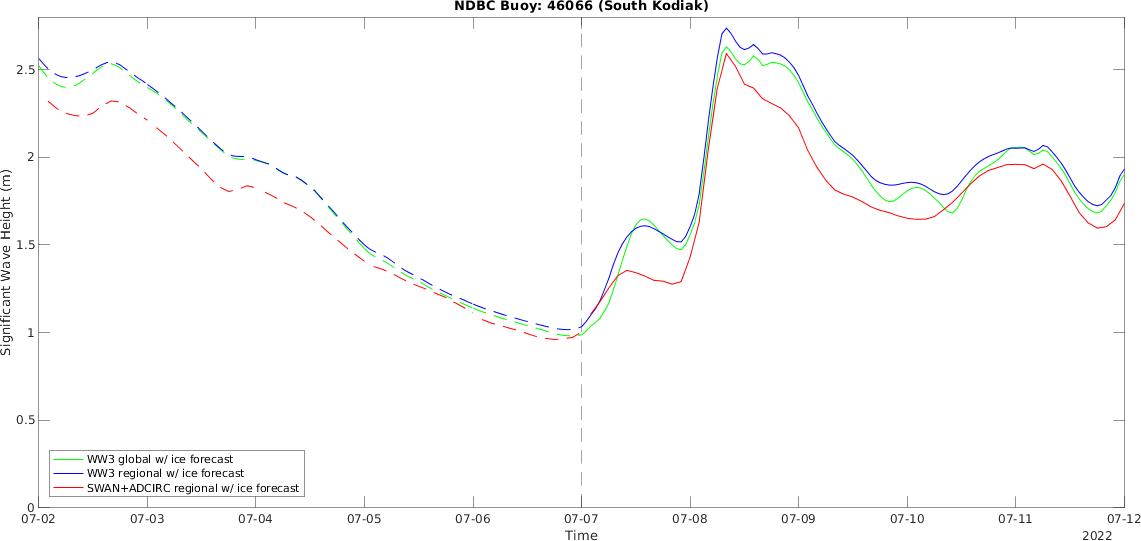 NDBC Buoy: 46066 (South Kodiak)
Significant Wave Height (m)
2.5
2
1.5
1
0.5
0
WW3 global w/ ice forecast
WW3 regional w/ ice forecast
SWAN+ADCIRC regional w/ ice forecast
07-02 07-03 07-04 07-05 07-06 07-07 07-08 07-09 07-10 07-11 07-12
Time
2022